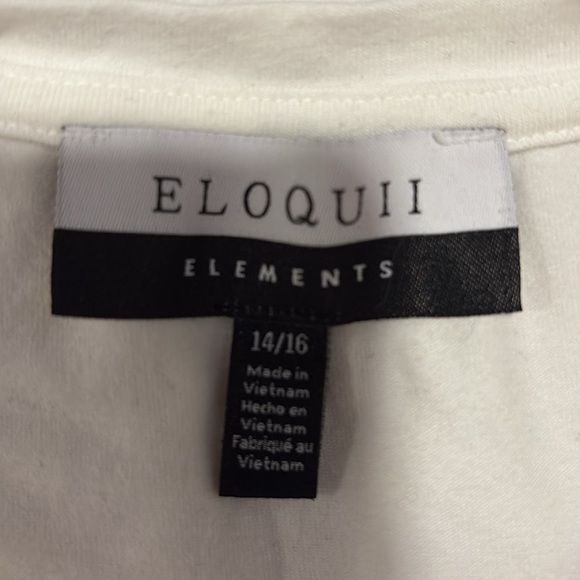 ELOQUII
ELEMENTS
14/16
Made in
Vietnam
Hecho en
Vietnam
Fabriqué au
Vietnam